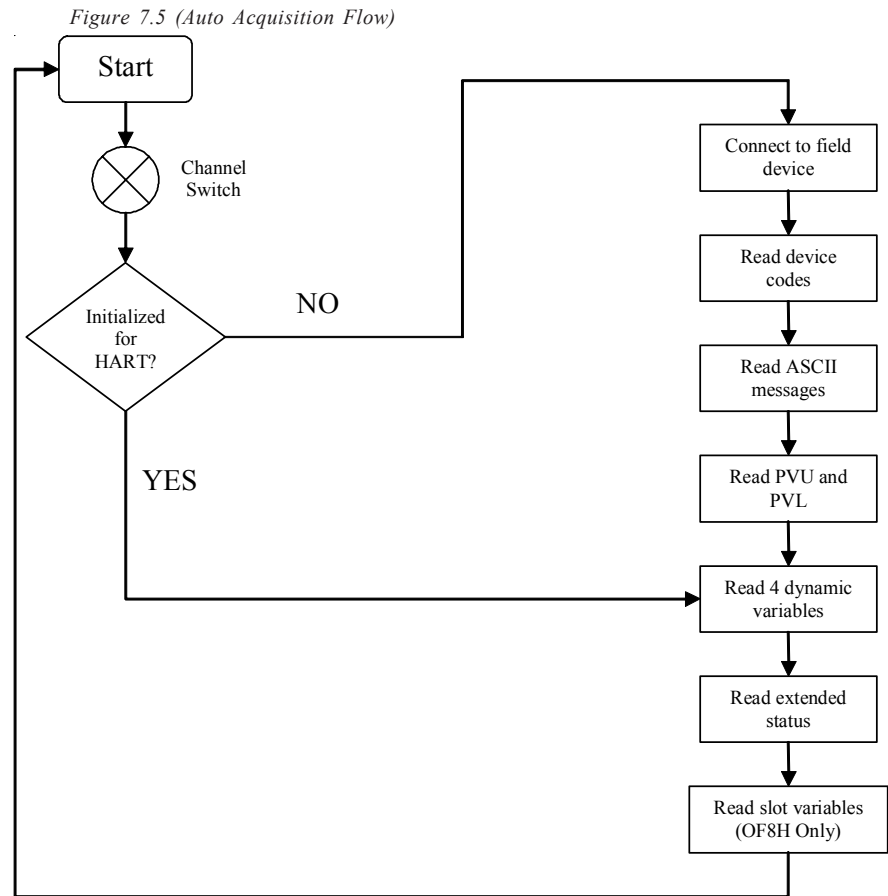 Figure 7.5 (Auto Acquisition Flow)
Start
Channel
Switch
Initialized
for
HART?
NO
YES
Connect to field
device
Read device
codes
Read ASCII
messages
Read PVU and
PVL
Read 4 dynamic
variables
Read extended
status
Read slot variables
(OF8H Only)